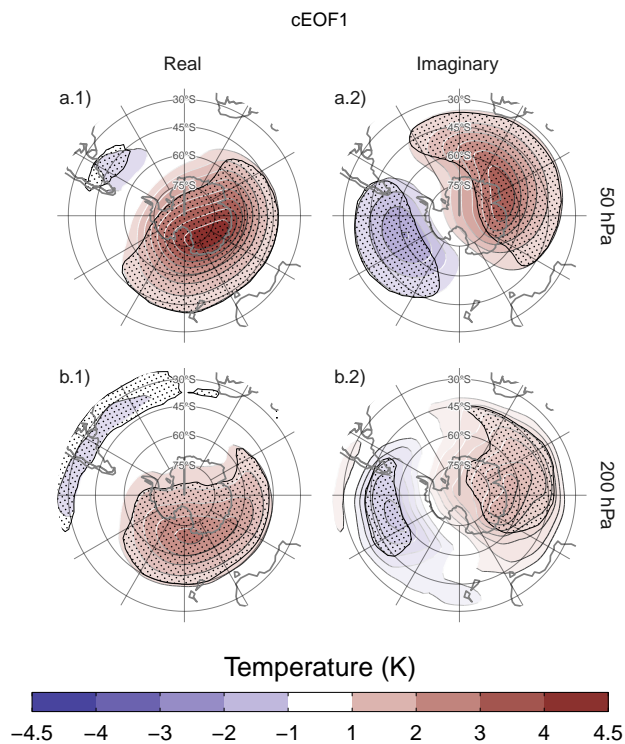 cEOF1
Real
Imaginary
a.1)
30°S
45°S
60°S
75°S
a.2)
30°S
45°S
60°S
75°S
50 hPa
b.1)
30°S
45°S
60°S
75°S
b.2)
30°S
45°S
60°S
75°S
200 hPa
Temperature (K)
−4.5 −4 −3 −2 −1 1 2 3 4 4.5